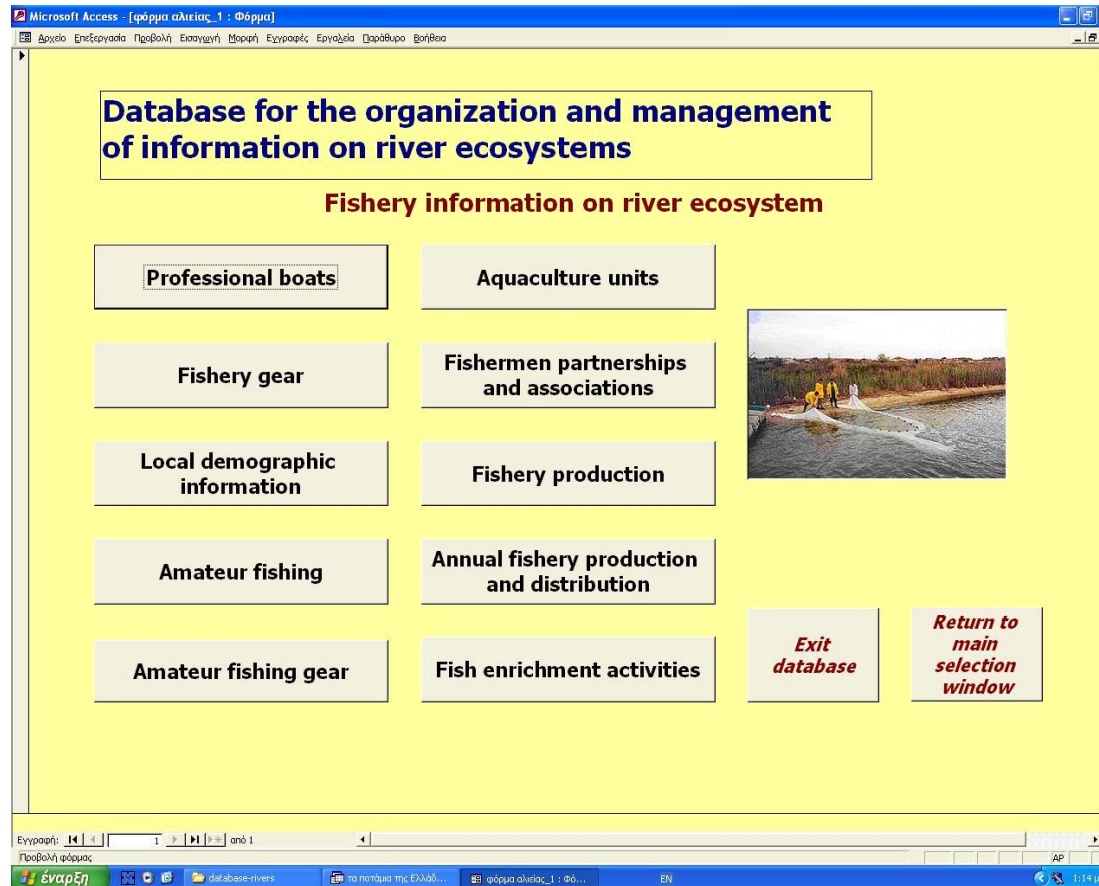 Microsoft Access - [φόρμα αλιείας_1 : Φόρμα]
Αρχείο Επεξεργασία Προβολή Εισαγωγή Μορφή Εγγραφές Εργαλεία Παράθυρο Βοήθεια
Database for the organization and management
of information on river ecosystems
Fishery information on river ecosystem
Professional boats
Aquaculture units
Fishery gear
Fishermen partnerships
and associations
Local demographic
information
Fishery production
Amateur fishing
Annual fishery production
and distribution
Amateur fishing gear
Fish enrichment activities
Exit
database
Return to
main
selection
window
Εγγραφή: 1 από 1
Προβολή φόρμας
ΑΡ
έναρξη
database-rivers
τα ποτάμια της Ελλάδ...
φόρμα αλιείας_1 : Φό...
EN
1:14 μ